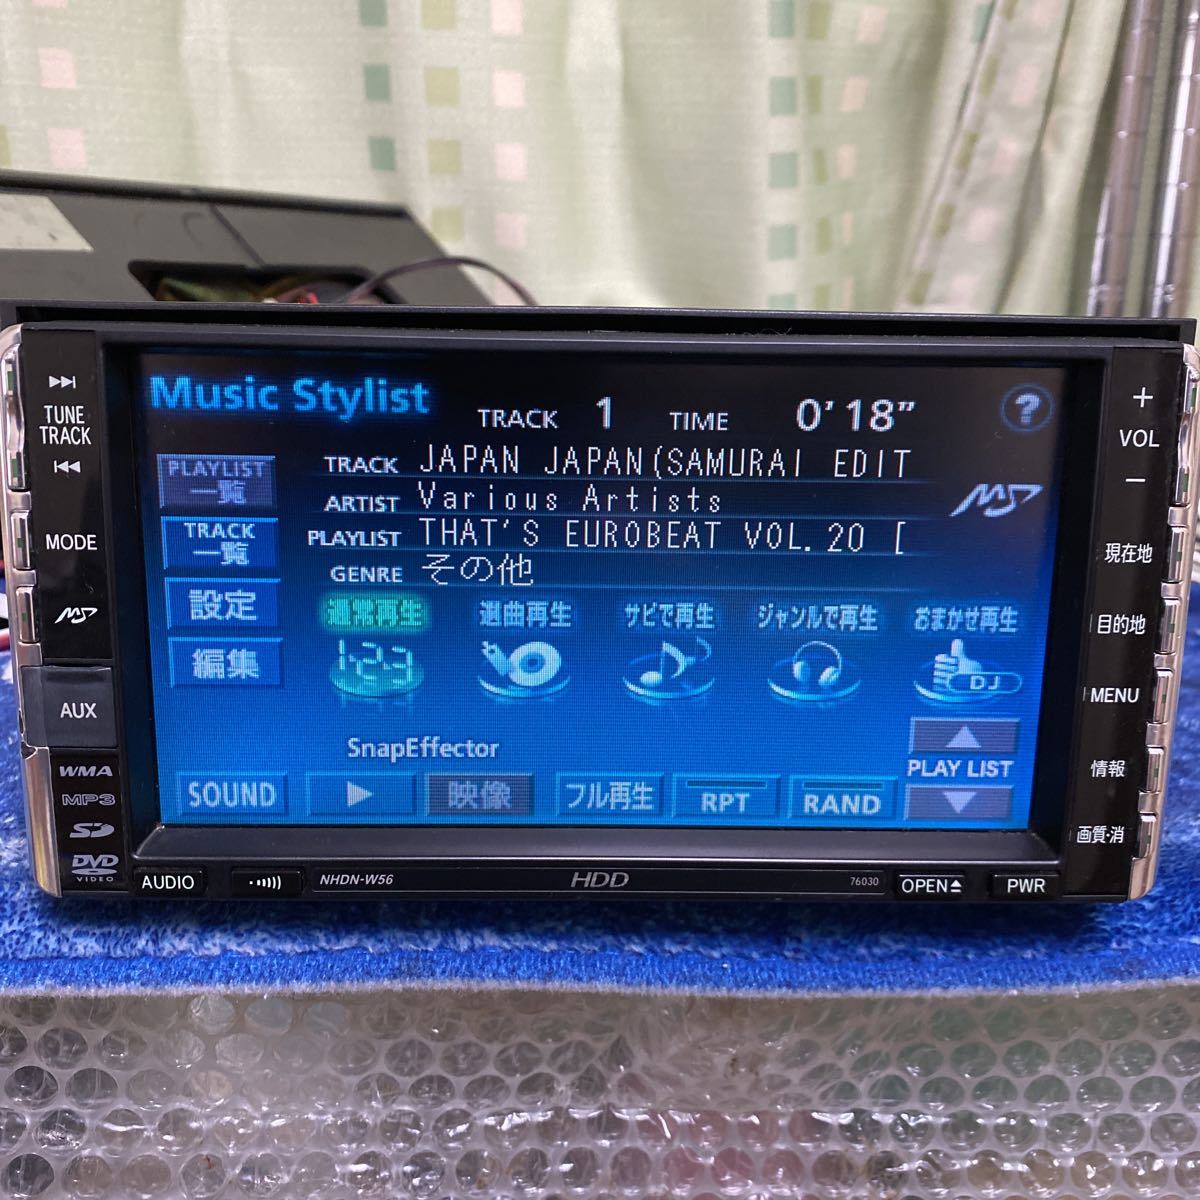 Music Stylist
TRACK 1 TIME 0'18" ?
TRACK JAPAN JAPAN(SAMURAI EDIT
ARTIST Various Artists
PLAYLIST THAT'S EUROBEAT VOL.20 [
GENRE その他
PLAYLIST
一覧
TRACK
一覧
設定
編集
通常再生 選曲再生 サビで再生 ジャンルで再生 おまかせ再生
123
DJ
SnapEffector
PLAY LIST
SOUND 映像 フル再生 RPT RAND
TUNE
TRACK
MODE
MS
AUX
WMA
MP3
SD
DVD
VIDEO
+
VOL
−
現在地
目的地
MENU
情報
画質・消
AUDIO NHDN-W56 HDD 76030 OPEN PWR